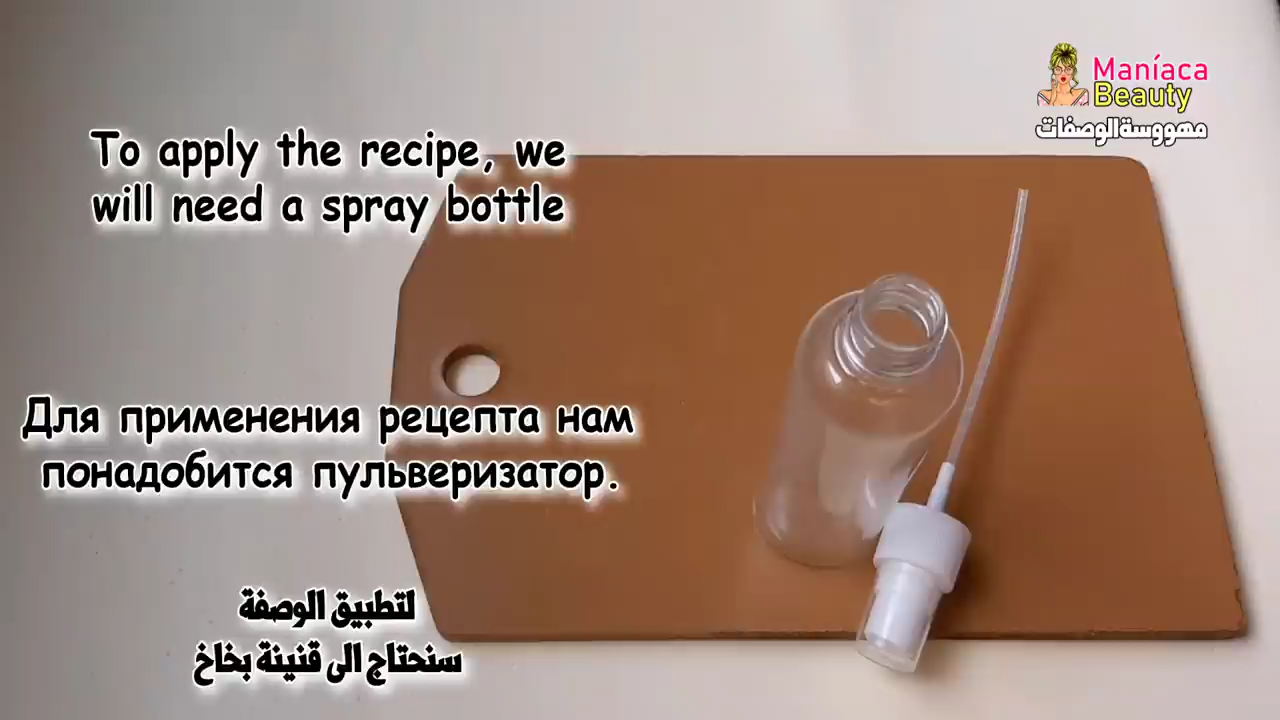 Maníaca
Beauty
مهووسة الوصفات
To apply the recipe, we
will need a spray bottle
Для применения рецепта нам
понадобится пульверизатор.
لتطبيق الوصفة
سنحتاج الى قنينة بخاخ